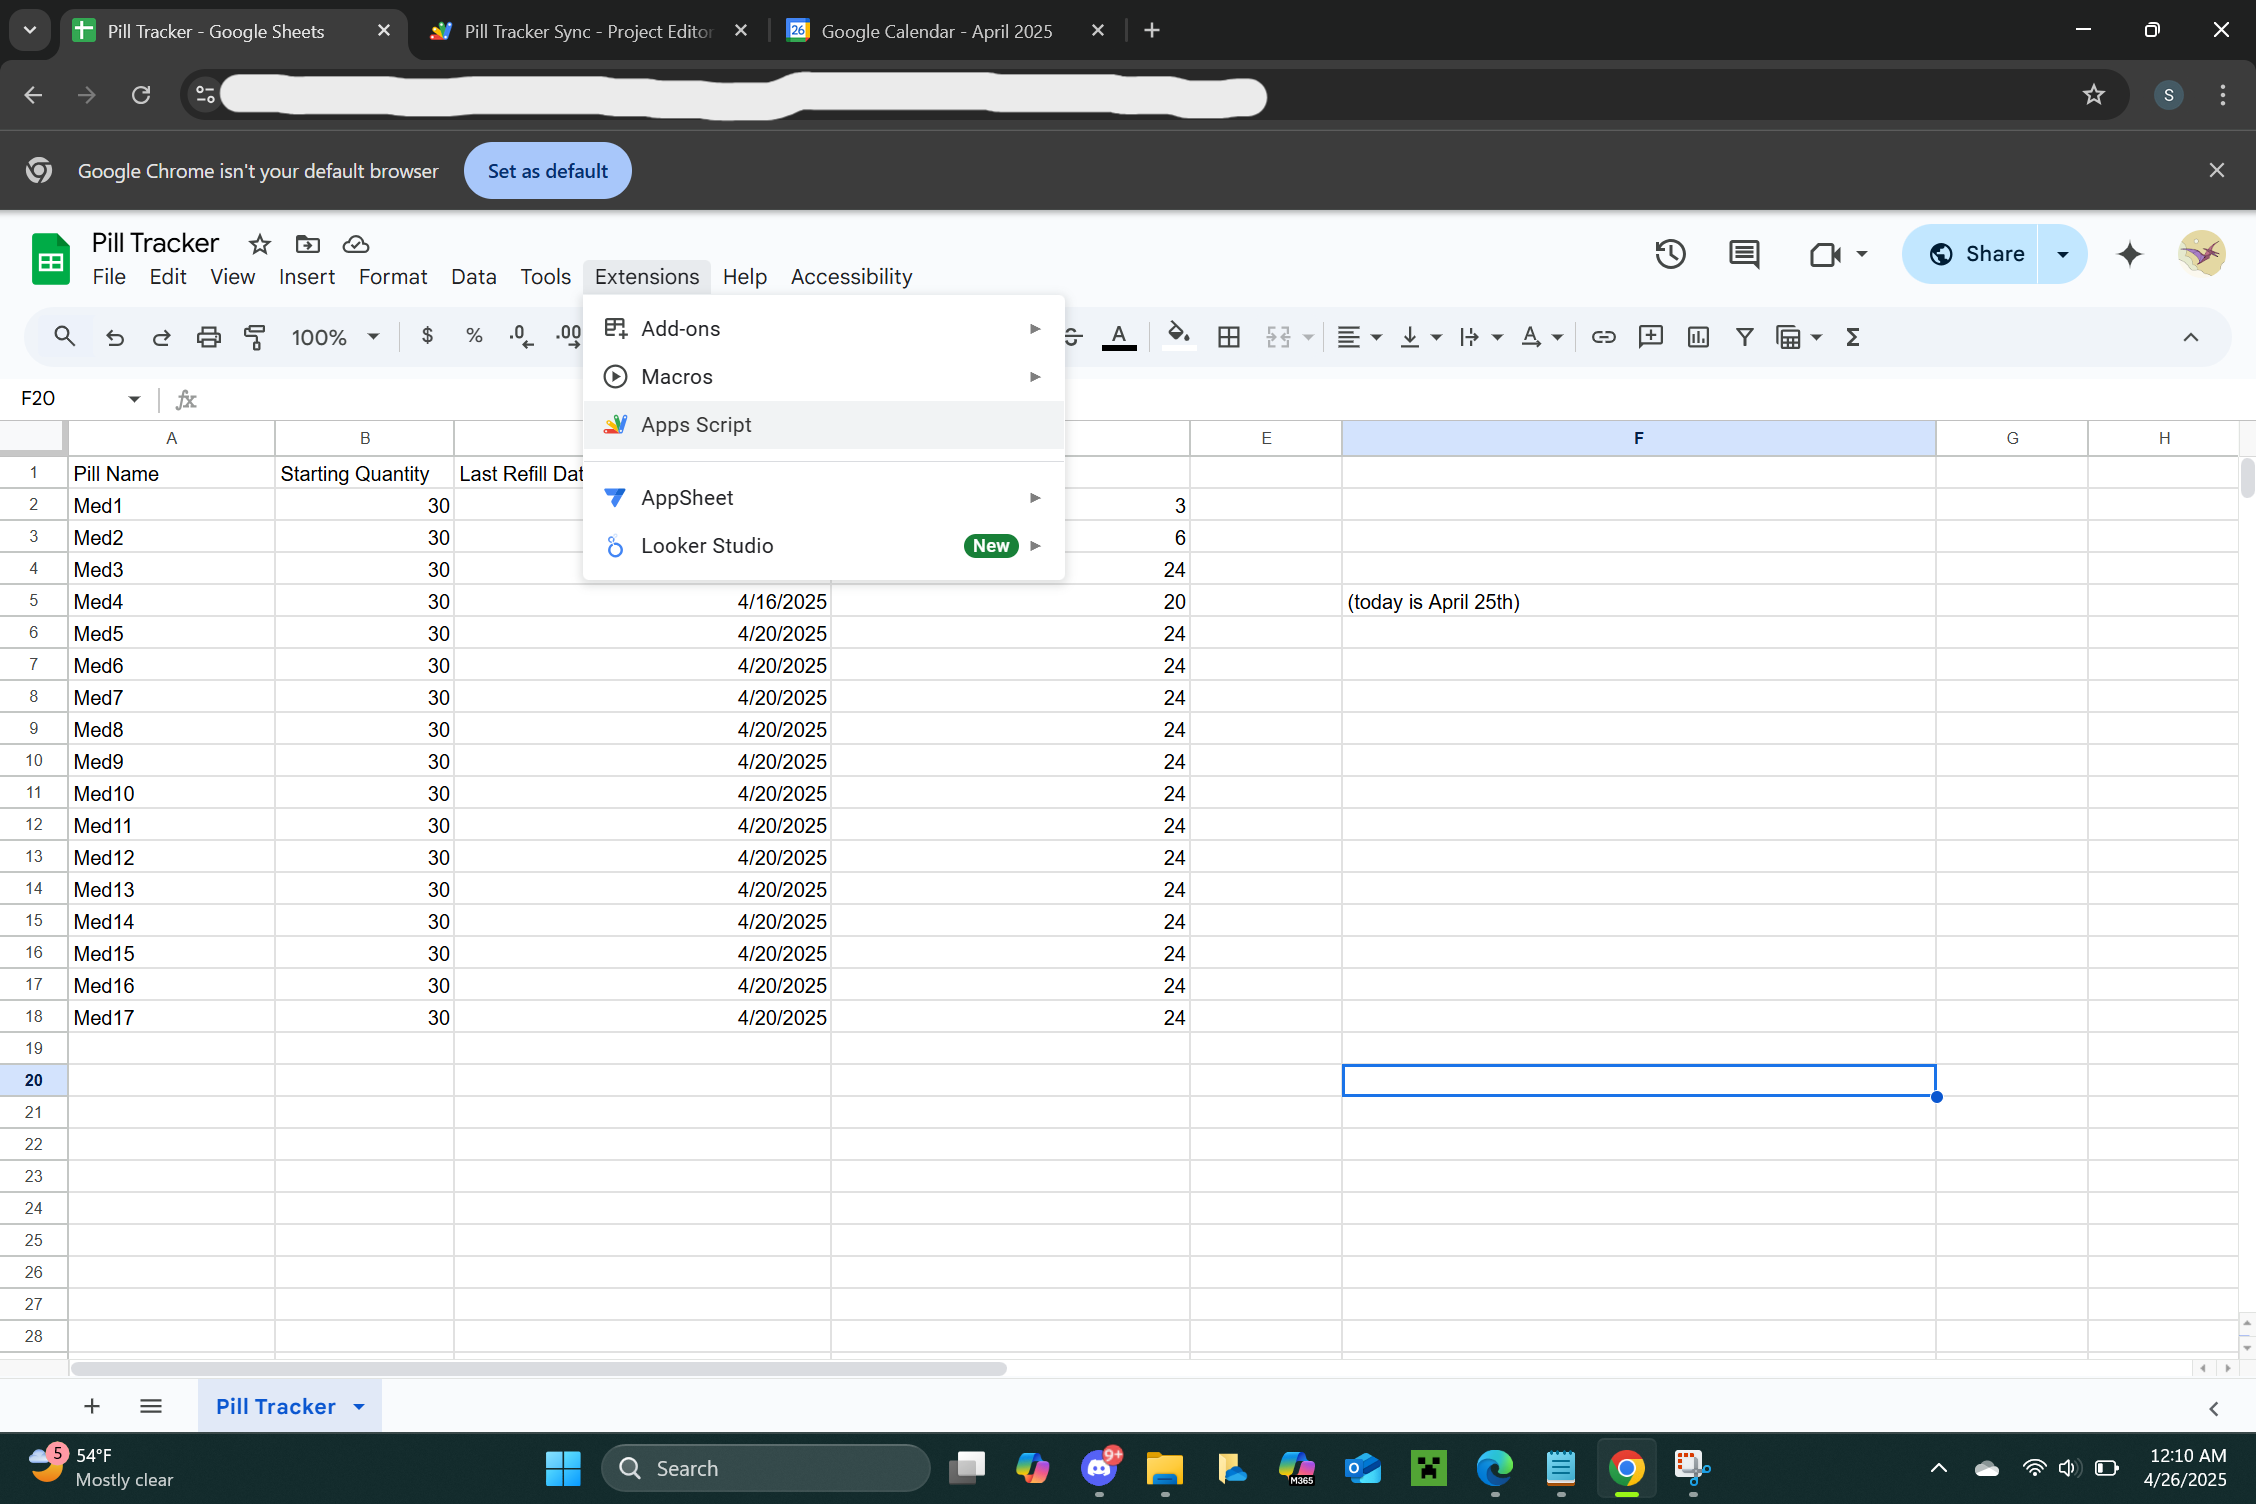 Pill Tracker - Google Sheets
Pill Tracker Sync - Project Editor
26 Google Calendar - April 2025
S
Google Chrome isn't your default browser Set as default
Pill Tracker
File Edit View Insert Format Data Tools Extensions Help Accessibility
Share
100% $ % .0 .00 A A Σ
Add-ons
Macros
Apps Script
AppSheet
Looker Studio New
F20 fx
A B E F G H
1 Pill Name Starting Quantity Last Refill Dat
2 Med1 30 3
3 Med2 30 6
4 Med3 30 24
5 Med4 30 4/16/2025 20 (today is April 25th)
6 Med5 30 4/20/2025 24
7 Med6 30 4/20/2025 24
8 Med7 30 4/20/2025 24
9 Med8 30 4/20/2025 24
10 Med9 30 4/20/2025 24
11 Med10 30 4/20/2025 24
12 Med11 30 4/20/2025 24
13 Med12 30 4/20/2025 24
14 Med13 30 4/20/2025 24
15 Med14 30 4/20/2025 24
16 Med15 30 4/20/2025 24
17 Med16 30 4/20/2025 24
18 Med17 30 4/20/2025 24
19
20
21
22
23
24
25
26
27
28
Pill Tracker
5 54°F
Mostly clear
Search
9+
M365
12:10 AM
4/26/2025